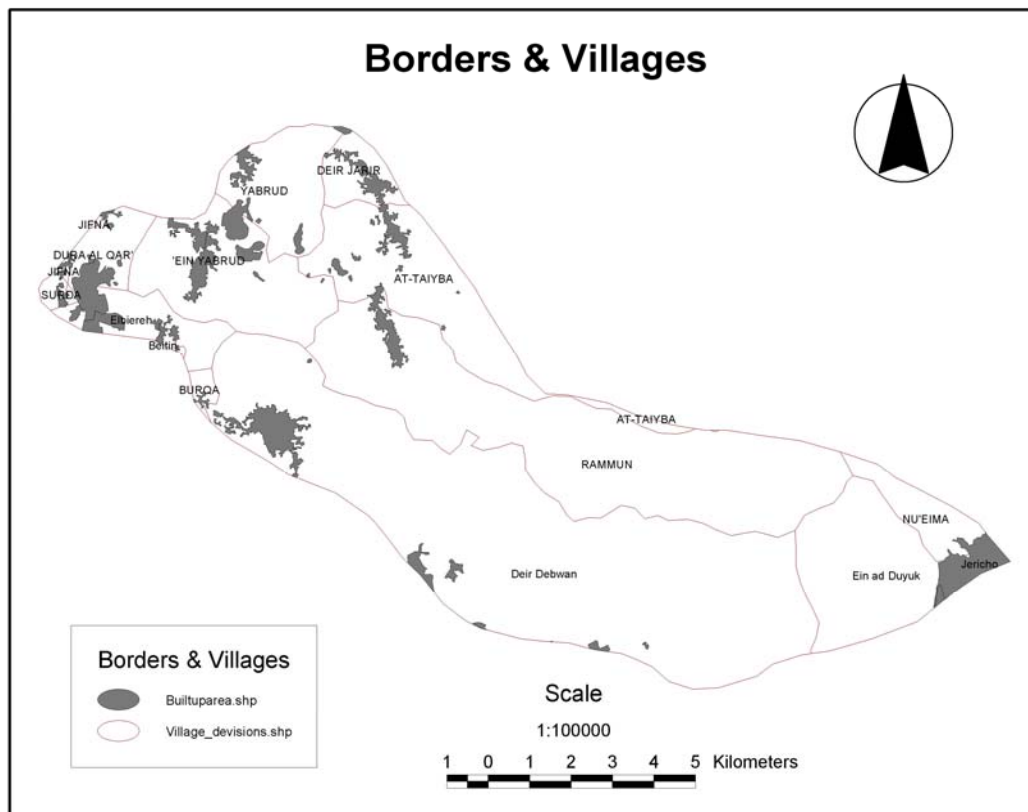 Borders & Villages
DEIR JARIR
YABRUD
JIFNA
DURA AL QAR'
'EIN YABRUD
JIFNA
AT-TAIYBA
SURDA
Elbiereh
Beitin
BURQA
AT-TAIYBA
RAMMUN
NU'EIMA
Jericho
Deir Debwan
Ein ad Duyuk
Borders & Villages
Builtuparea.shp
Village_devisions.shp
Scale
1:100000
1 0 1 2 3 4 5 Kilometers